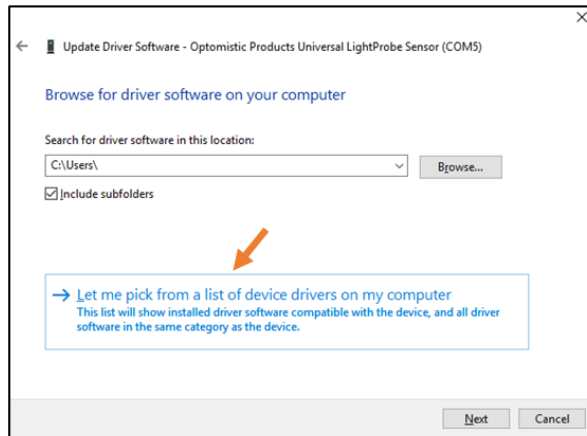 Update Driver Software - Optomistic Products Universal LightProbe Sensor (COM5)
Browse for driver software on your computer
Search for driver software in this location:
C:\Users\
Browse...
Include subfolders
Let me pick from a list of device drivers on my computer
This list will show installed driver software compatible with the device, and all driver
software in the same category as the device.
Next
Cancel